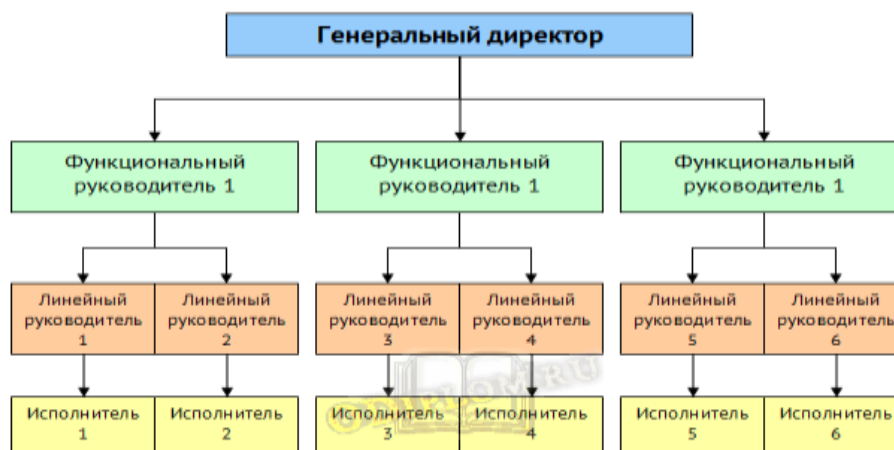 Генеральный директор
Функциональный
руководитель 1
Функциональный
руководитель 1
Функциональный
руководитель 1
Линейный
руководитель
1
Линейный
руководитель
2
Линейный
руководитель
3
Линейный
руководитель
4
Линейный
руководитель
5
Линейный
руководитель
6
Исполнитель
1
Исполнитель
2
Исполнитель
3
Исполнитель
4
Исполнитель
5
Исполнитель
6